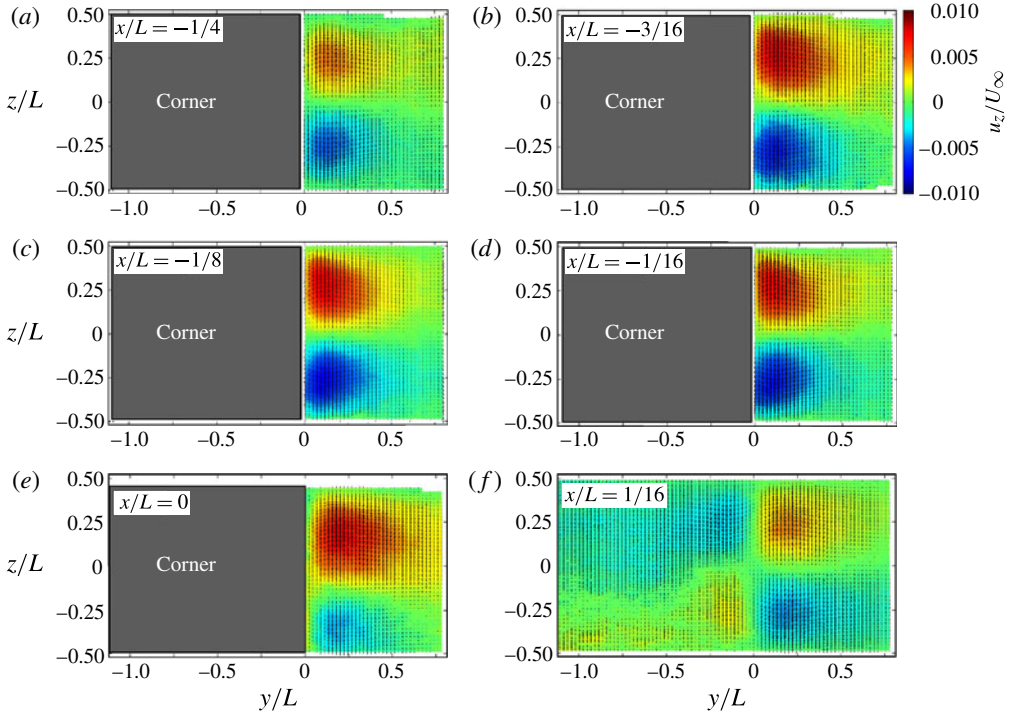 (a) (b)
x/L = −1/4 x/L = −3/16
0.50 0.25 0 −0.25 −0.50
z/L
Corner Corner
0.50 0.25 0 −0.25 −0.50
0.010 0.005 0 −0.005 −0.010
u_z/U_∞
−1.0 −0.5 0 0.5 −1.0 −0.5 0 0.5
(c) (d)
x/L = −1/8 x/L = −1/16
0.50 0.25 0 −0.25 −0.50
z/L
Corner Corner
0.50 0.25 0 −0.25 −0.50
−1.0 −0.5 0 0.5 −1.0 −0.5 0 0.5
(e) (f)
x/L = 0 x/L = 1/16
0.50 0.25 0 −0.25 −0.50
z/L
Corner
0.50 0.25 0 −0.25 −0.50
−1.0 −0.5 0 0.5 −1.0 −0.5 0 0.5
y/L y/L